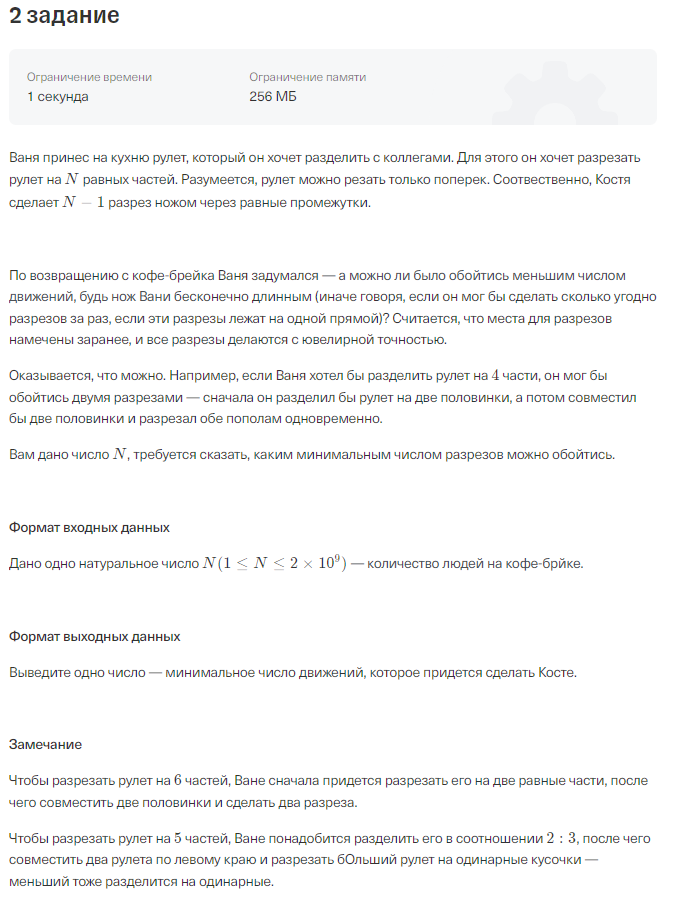 2 задание
Ограничение времени
1 секунда
Ограничение памяти
256 МБ
Ваня принес на кухню рулет, который он хочет разделить с коллегами. Для этого он хочет разрезать
рулет на N равных частей. Разумеется, рулет можно резать только поперек. Соотвественно, Костя
сделает N − 1 разрез ножом через равные промежутки.
По возвращению с кофе-брейка Ваня задумался — а можно ли было обойтись меньшим числом
движений, будь нож Вани бесконечно длинным (иначе говоря, если он мог бы сделать сколько угодно
разрезов за раз, если эти разрезы лежат на одной прямой)? Считается, что места для разрезов
намечены заранее, и все разрезы делаются с ювелирной точностью.
Оказывается, что можно. Например, если Ваня хотел бы разделить рулет на 4 части, он мог бы
обойтись двумя разрезами — сначала он разделил бы рулет на две половинки, а потом совместил
бы две половинки и разрезал обе пополам одновременно.
Вам дано число N, требуется сказать, каким минимальным числом разрезов можно обойтись.
Формат входных данных
Дано одно натуральное число N(1 ≤ N ≤ 2 × 10⁹) — количество людей на кофе-брйке.
Формат выходных данных
Выведите одно число — минимальное число движений, которое придется сделать Косте.
Замечание
Чтобы разрезать рулет на 6 частей, Ване сначала придется разрезать его на две равные части, после
чего совместить две половинки и сделать два разреза.
Чтобы разрезать рулет на 5 частей, Ване понадобится разделить его в соотношении 2 : 3, после чего
совместить два рулета по левому краю и разрезать бОльший рулет на одинарные кусочки —
меньший тоже разделится на одинарные.